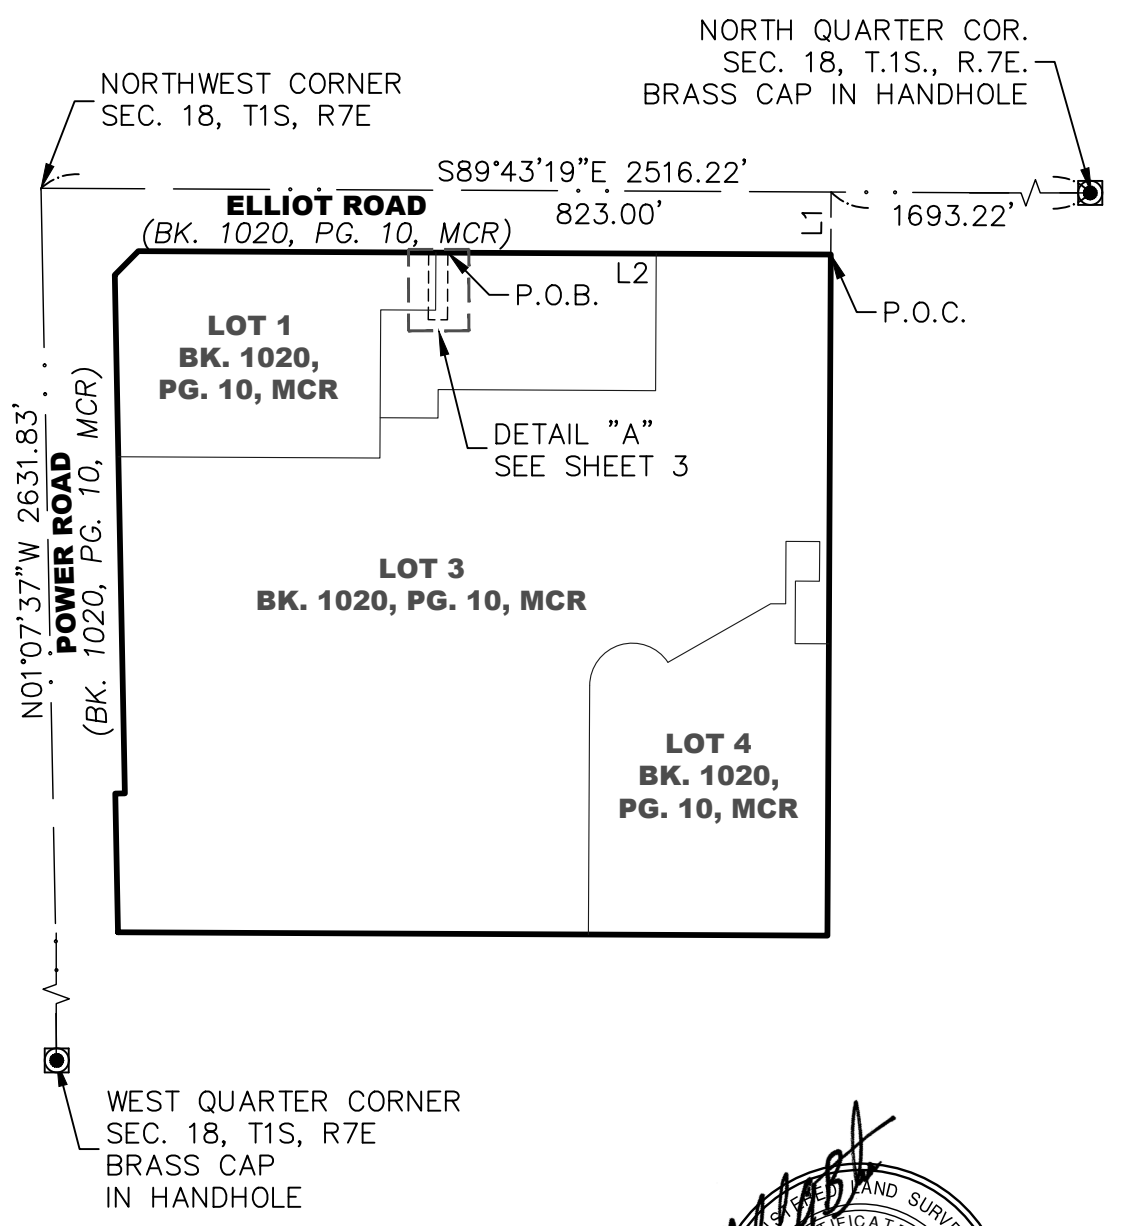 NORTH QUARTER COR.
SEC. 18, T.1S., R.7E.
BRASS CAP IN HANDHOLE
NORTHWEST CORNER
SEC. 18, T1S, R7E
S89°43'19"E 2516.22'
ELLIOT ROAD
(BK. 1020, PG. 10, MCR)
823.00'
L1
1693.22'
L2
P.O.B.
P.O.C.
LOT 1
BK. 1020,
PG. 10, MCR
DETAIL "A"
SEE SHEET 3
N01°07'37"W 2631.83'
POWER ROAD
(BK. 1020, PG. 10, MCR)
LOT 3
BK. 1020, PG. 10, MCR
LOT 4
BK. 1020,
PG. 10, MCR
WEST QUARTER CORNER
SEC. 18, T1S, R7E
BRASS CAP
IN HANDHOLE
LAND